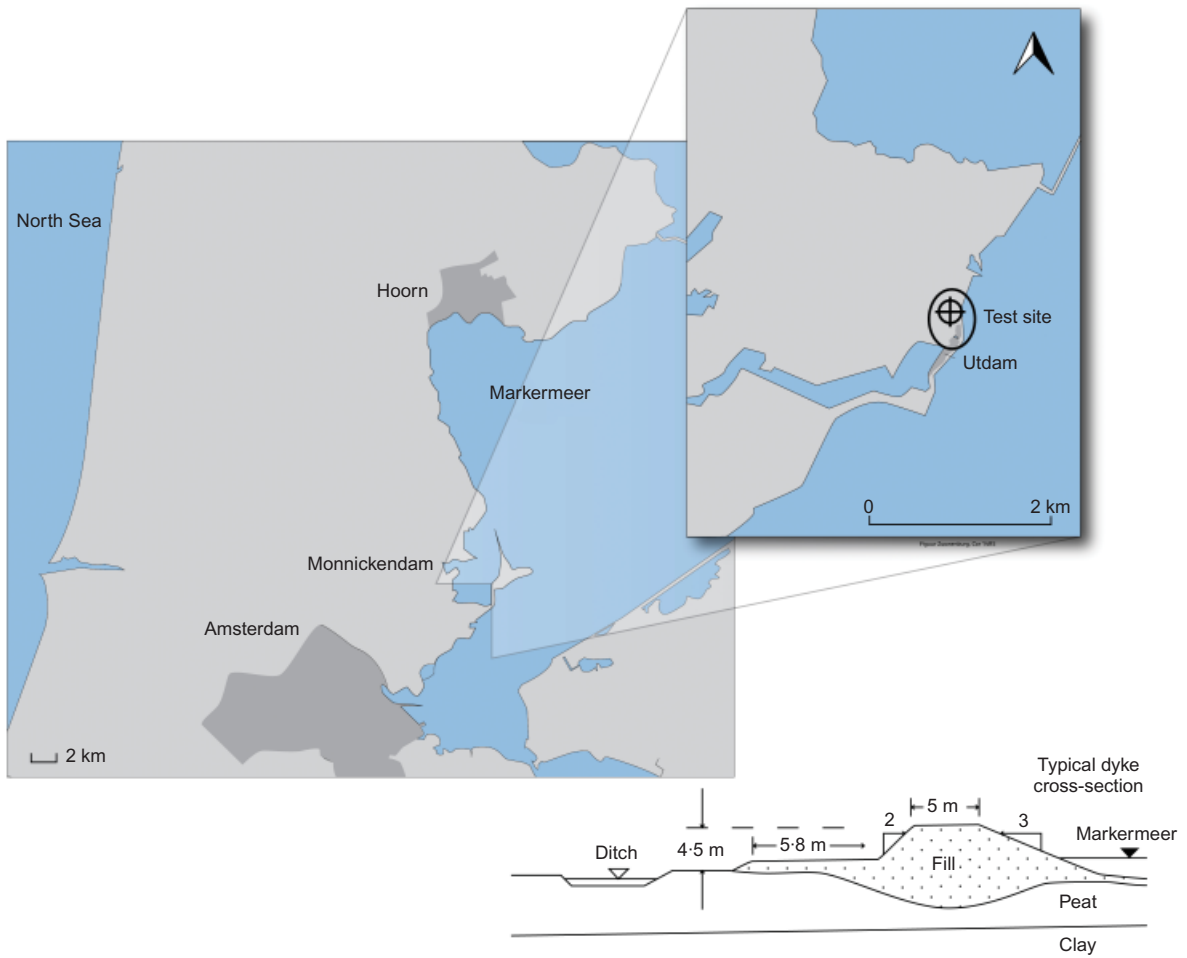 North Sea
Hoorn
Markermeer
Monnickendam
Amsterdam
2 km
Test site
Utdam
0
2 km
Typical dyke
cross-section
5 m
2
3
Markermeer
4·5 m
5·8 m
Ditch
Fill
Peat
Clay